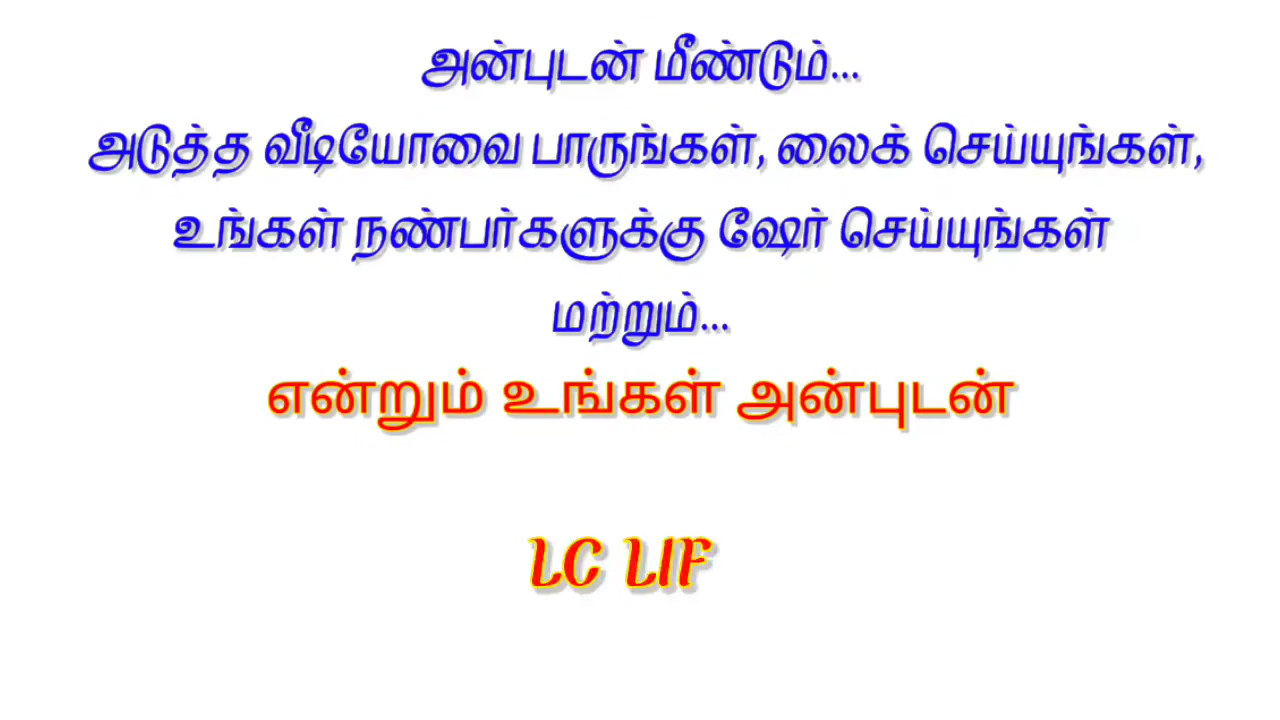 அன்புடன் மீண்டும்...
அடுத்த வீடியோவை பாருங்கள், லைக் செய்யுங்கள்,
உங்கள் நண்பர்களுக்கு ஷேர் செய்யுங்கள்
மற்றும்...
என்றும் உங்கள் அன்புடன்
LC LIF